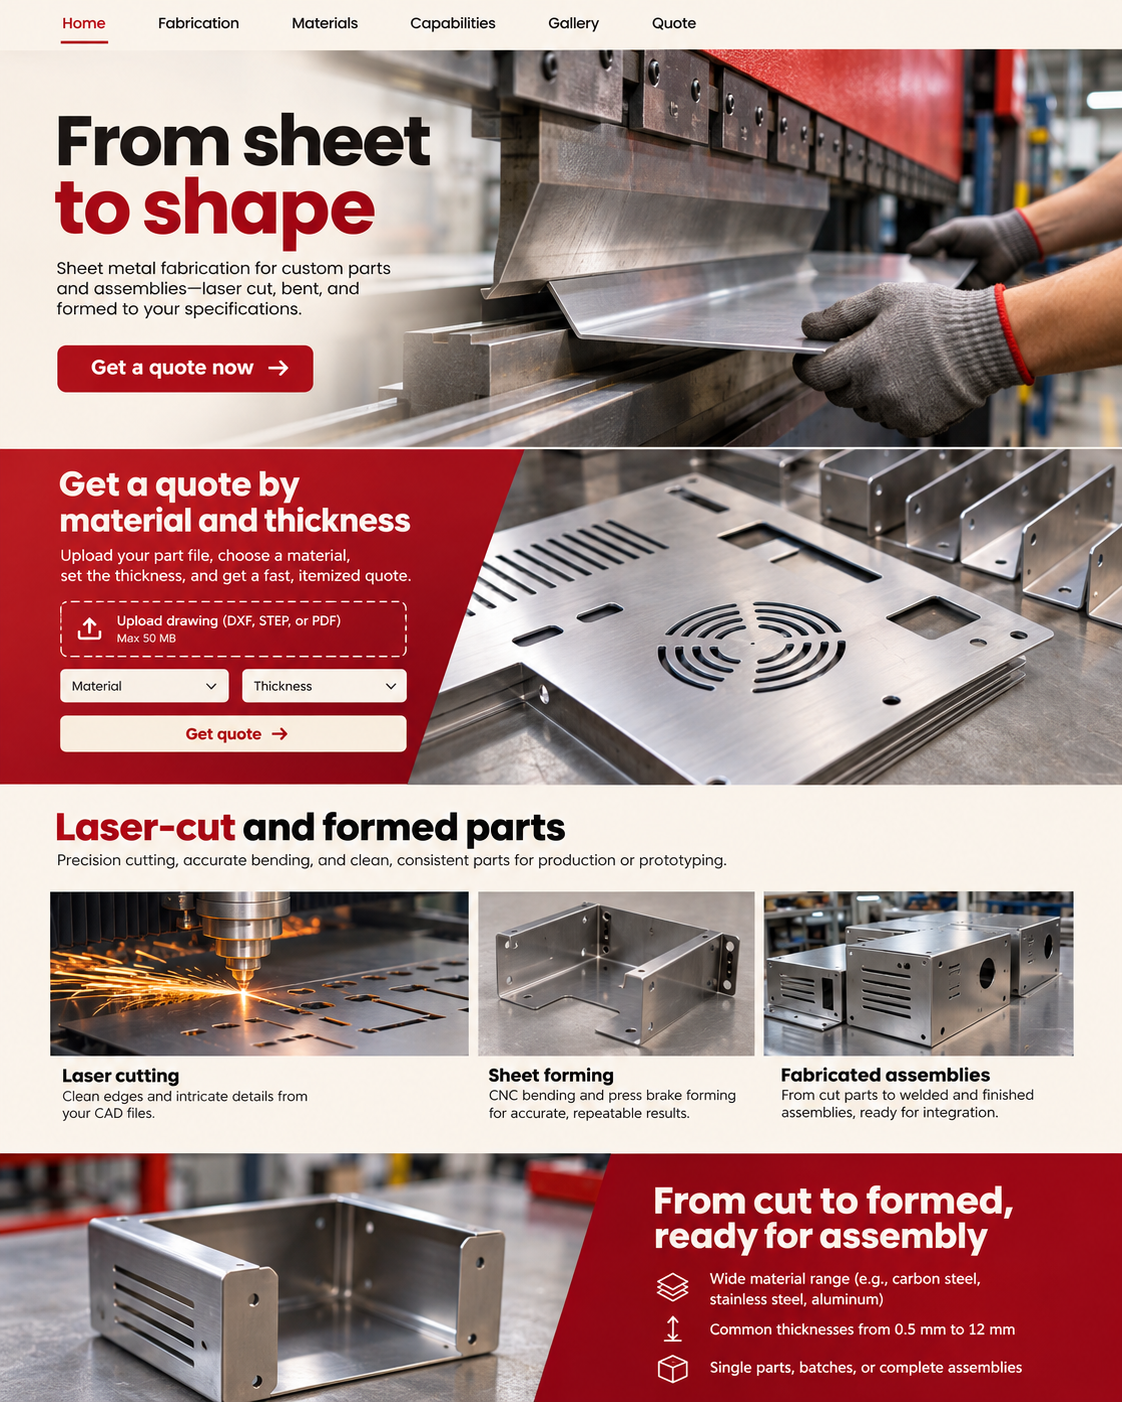 Home Fabrication Materials Capabilities Gallery Quote
From sheet
to shape
Sheet metal fabrication for custom parts
and assemblies—laser cut, bent, and
formed to your specifications.
Get a quote now →
Get a quote by
material and thickness
Upload your part file, choose a material,
set the thickness, and get a fast, itemized quote.
Upload drawing (DXF, STEP, or PDF)
Max 50 MB
Material
Thickness
Get quote →
Laser-cut and formed parts
Precision cutting, accurate bending, and clean, consistent parts for production or prototyping.
Laser cutting
Clean edges and intricate details from
your CAD files.
Sheet forming
CNC bending and press brake forming
for accurate, repeatable results.
Fabricated assemblies
From cut parts to welded and finished
assemblies, ready for integration.
From cut to formed,
ready for assembly
Wide material range (e.g., carbon steel,
stainless steel, aluminum)
Common thicknesses from 0.5 mm to 12 mm
Single parts, batches, or complete assemblies